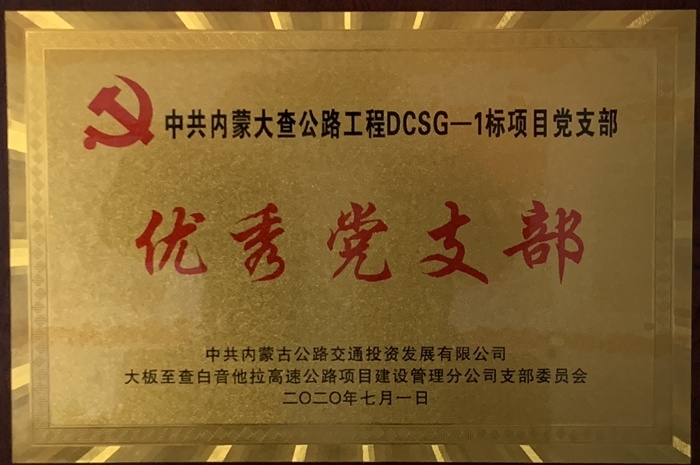 中共内蒙大查公路工程DCSG—1标项目党支部
优秀党支部
中共内蒙古公路交通投资发展有限公司
大板至查白音他拉高速公路项目建设管理分公司支部委员会
二〇二〇年七月一日